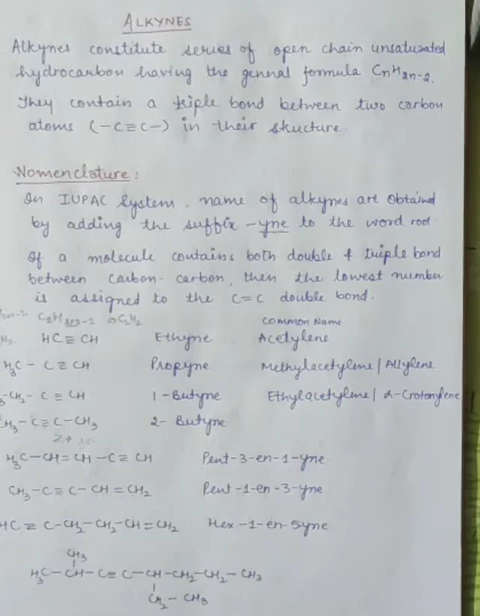 ALKYNES
Alkynes constitute series of open chain unsaturated
hydrocarbon having the genral formula CnH2n-2.
They contain a triple bond between two carbon
atoms (-C≡C-) in their structure.
Nomenclature:
In IUPAC System, name of alkynes are obtained
by adding the suffix -yne to the word root
If a molecule contains both double & triple bond
between carbon-carbon, then the lowest number
is assigned to the C=C double bond.
Common Name
HC≡CH Ethyne Acetylene
H3C-C≡CH Propyne Methylacetylene/Allylene
-CH2-C≡CH 1-Butyne Ethylacetylene/ α-Crotonylene
CH3-C≡C-CH3 2-Butyne
H3C-CH=CH-C≡CH Pent-3-en-1-yne
CH3-C≡C-CH=CH2 Pent-1-en-3-yne
HC≡C-CH2-CH2-CH=CH2 Hex-1-en-5yne
CH3
H3C-CH-C≡C-CH-CH2-CH2-CH3
CH2-CH3